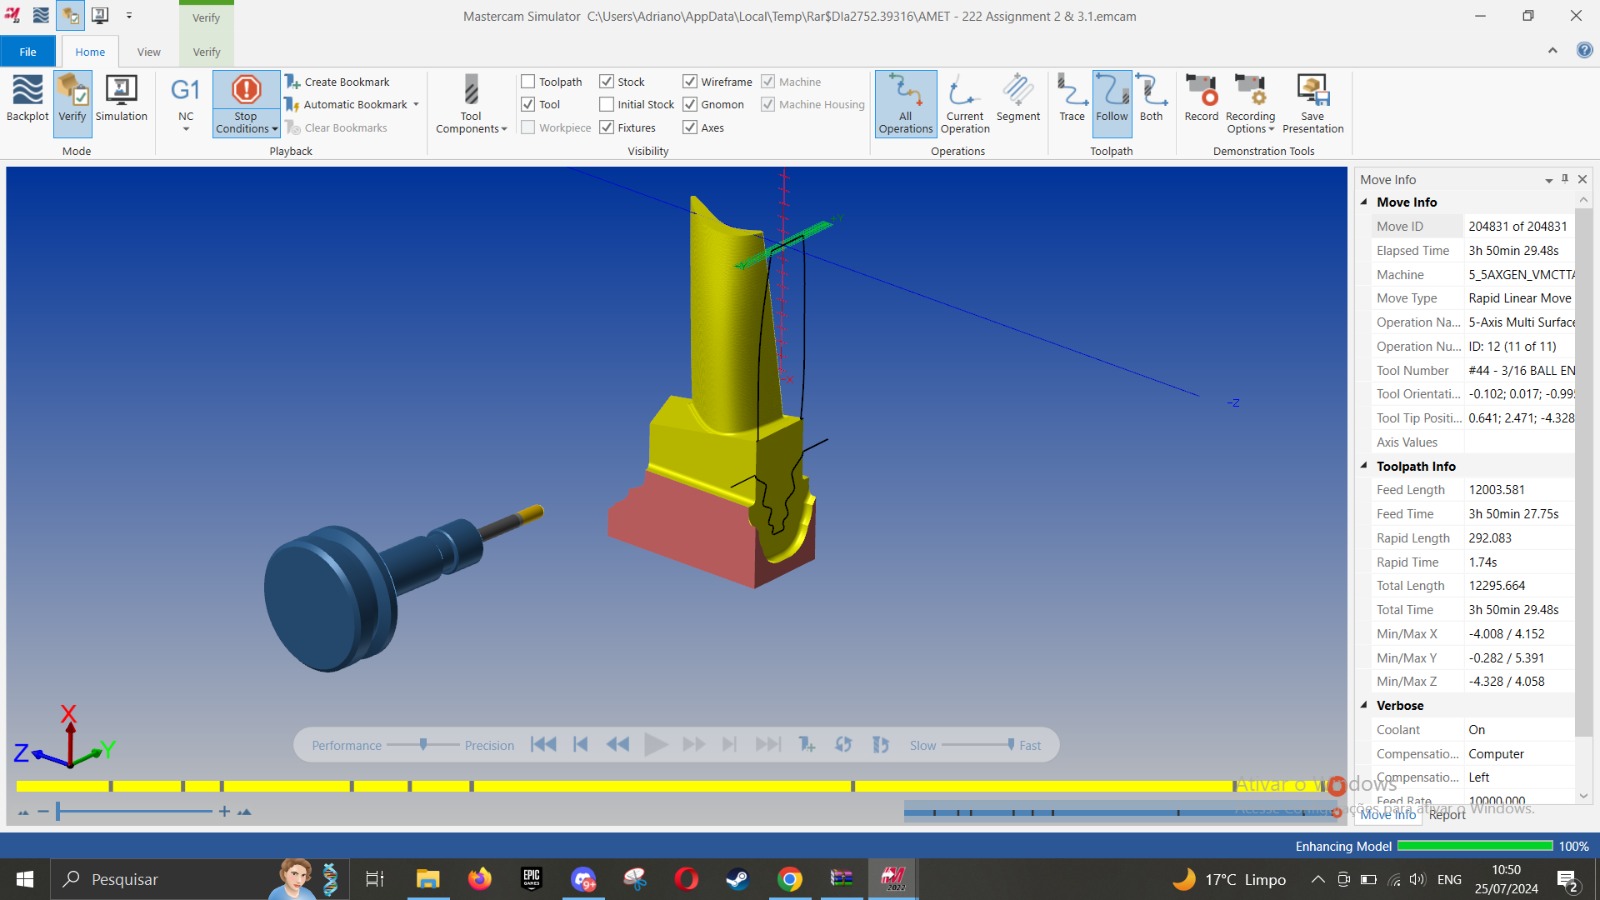 Verify
Mastercam Simulator  C:\Users\Adriano\AppData\Local\Temp\Rar$DIa2752.39316\AMET - 222 Assignment 2 & 3.1.emcam
File
Home
View
Verify
Backplot
Verify
Simulation
Mode
G1
NC
Stop Conditions
Create Bookmark
Automatic Bookmark
Clear Bookmarks
Playback
Tool Components
Toolpath
Stock
Wireframe
Machine
Tool
Initial Stock
Gnomon
Machine Housing
Workpiece
Fixtures
Axes
Visibility
All Operations
Current Operation
Segment
Operations
Trace
Follow
Both
Toolpath
Record
Recording Options
Save Presentation
Demonstration Tools
-Z
X
Z
Y
Performance
Precision
Slow
Fast
Move Info
Move Info
Move ID 204831 of 204831
Elapsed Time 3h 50min 29.48s
Machine 5_5AXGEN_VMCTTA
Move Type Rapid Linear Move
Operation Na... 5-Axis Multi Surface
Operation Nu... ID: 12 (11 of 11)
Tool Number #44 - 3/16 BALL EN
Tool Orientati... -0.102; 0.017; -0.995
Tool Tip Positi... 0.641; 2.471; -4.328
Axis Values
Toolpath Info
Feed Length 12003.581
Feed Time 3h 50min 27.75s
Rapid Length 292.083
Rapid Time 1.74s
Total Length 12295.664
Total Time 3h 50min 29.48s
Min/Max X -4.008 / 4.152
Min/Max Y -0.282 / 5.391
Min/Max Z -4.328 / 4.058
Verbose
Coolant On
Compensatio... Computer
Compensatio... Left
Feed Rate 10000.000
Ativar o Windows
Acesse Configurações para ativar o Windows.
Move Info
Report
Enhancing Model
100%
Pesquisar
EPIC GAMES
9+
2022
17°C Limpo
ENG
10:50
25/07/2024
2